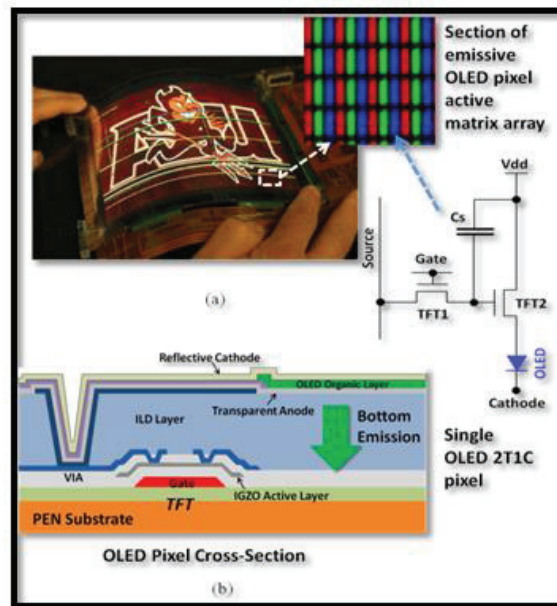 Section of
emissive
OLED pixel
active
matrix array
ASU
Vdd
Cs
Source
Gate
TFT1
TFT2
OLED
Cathode
(a)
Reflective Cathode
OLED Organic Layer
Transparent Anode
ILD Layer
Bottom
Emission
VIA
Gate
IGZO Active Layer
TFT
PEN Substrate
Single
OLED 2T1C
pixel
OLED Pixel Cross-Section
(b)